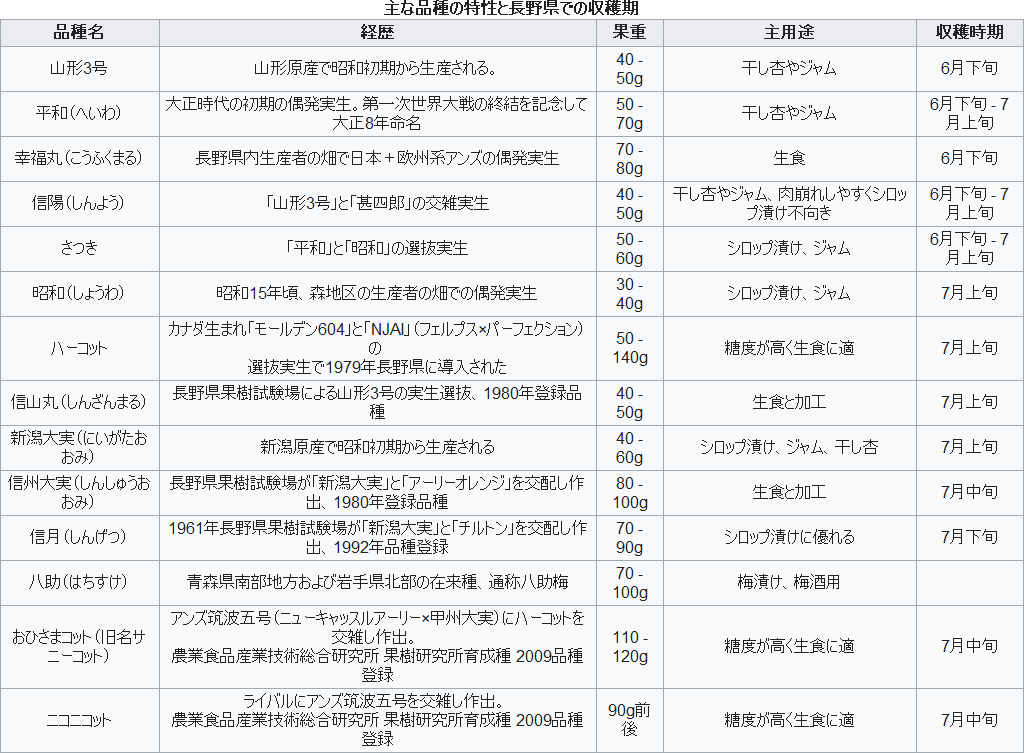 主な品種の特性と長野県での収穫期
品種名 経歴 果重 主用途 収穫時期
山形3号 山形原産で昭和初期から生産される。 40 -
50g 干し杏やジャム 6月下旬
平和（へいわ） 大正時代の初期の偶発実生。第一次世界大戦の終結を記念して
大正8年命名 50 -
70g 干し杏やジャム 6月下旬 - 7
月上旬
幸福丸（こうふくまる） 長野県内生産者の畑で日本＋欧州系アンズの偶発実生 70 -
80g 生食 6月下旬
信陽（しんよう） 「山形3号」と「甚四郎」の交雑実生 40 -
50g 干し杏やジャム、肉崩れしやすくシロッ
プ漬け不向き 6月下旬 - 7
月上旬
さつき 「平和」と「昭和」の選抜実生 50 -
60g シロップ漬け、ジャム 6月下旬 - 7
月上旬
昭和（しょうわ） 昭和15年頃、森地区の生産者の畑での偶発実生 30 -
40g シロップ漬け、ジャム 7月上旬
ハーコット カナダ生まれ「モールデン604」と「NJAI」（フェルプス×パーフェクション）
の
選抜実生で1979年長野県に導入された 50 -
140g 糖度が高く生食に適 7月上旬
信山丸（しんざんまる） 長野県果樹試験場による山形3号の実生選抜、1980年登録品
種 40 -
50g 生食と加工 7月上旬
新潟大実（にいがたお
おみ） 新潟原産で昭和初期から生産される 40 -
60g シロップ漬け、ジャム、干し杏 7月上旬
信州大実（しんしゅうお
おみ） 長野県果樹試験場が「新潟大実」と「アーリーオレンジ」を交配し作
出、1980年登録品種 80 -
100g 生食と加工 7月中旬
信月（しんげつ） 1961年長野県果樹試験場が「新潟大実」と「チルトン」を交配し作
出、1992年品種登録 70 -
90g シロップ漬けに優れる 7月下旬
八助（はちすけ） 青森県南部地方および岩手県北部の在来種、通称八助梅 70 -
100g 梅漬け、梅酒用
おひさまコット（旧名サ
ニーコット） アンズ筑波五号（ニューキャッスルアーリー×甲州大実）にハーコットを
交雑し作出。
農業食品産業技術総合研究所 果樹研究所育成種 2009品種
登録 110 -
120g 糖度が高く生食に適 7月中旬
ニコニコット ライバルにアンズ筑波五号を交雑し作出。
農業食品産業技術総合研究所 果樹研究所育成種 2009品種
登録 90g前
後 糖度が高く生食に適 7月中旬